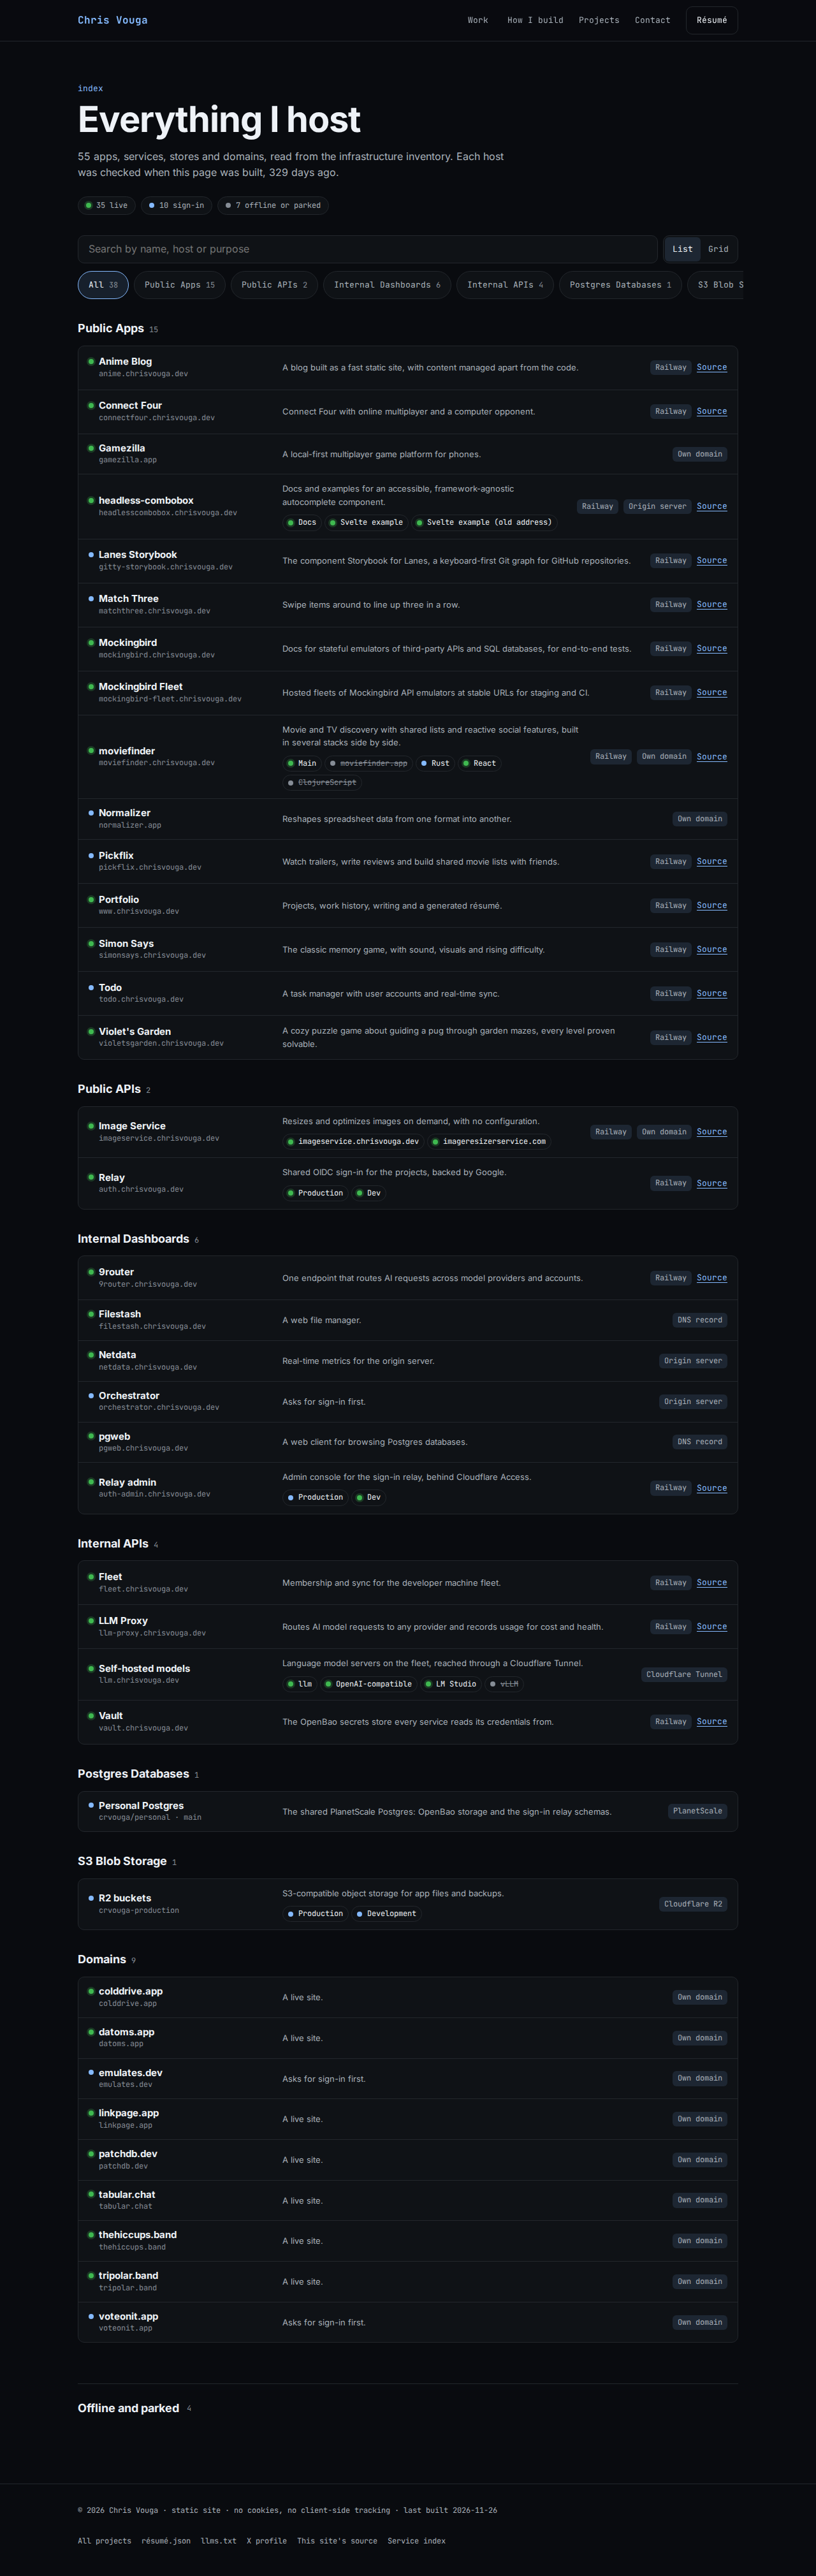 Chris Vouga
Work How I build Projects Contact Résumé
index
Everything I host
55 apps, services, stores and domains, read from the infrastructure inventory. Each host
was checked when this page was built, 329 days ago.
35 live 10 sign-in 7 offline or parked
Search by name, host or purpose List Grid
All 38 Public Apps 15 Public APIs 2 Internal Dashboards 6 Internal APIs 4 Postgres Databases 1 S3 Blob S
Public Apps 15
Anime Blog
anime.chrisvouga.dev
A blog built as a fast static site, with content managed apart from the code.
Railway Source
Connect Four
connectfour.chrisvouga.dev
Connect Four with online multiplayer and a computer opponent.
Railway Source
Gamezilla
gamezilla.app
A local-first multiplayer game platform for phones.
Own domain
headless-combobox
headlesscombobox.chrisvouga.dev
Docs and examples for an accessible, framework-agnostic
autocomplete component.
Docs Svelte example Svelte example (old address)
Railway Origin server Source
Lanes Storybook
gitty-storybook.chrisvouga.dev
The component Storybook for Lanes, a keyboard-first Git graph for GitHub repositories.
Railway Source
Match Three
watchthree.chrisvouga.dev
Swipe items around to line up three in a row.
Railway Source
Mockingbird
mockingbird.chrisvouga.dev
Docs for stateful emulators of third-party APIs and SQL databases, for end-to-end tests.
Railway Source
Mockingbird Fleet
mockingbird-fleet.chrisvouga.dev
Hosted fleets of Mockingbird API emulators at stable URLs for staging and CI.
Railway Source
moviefinder
moviefinder.chrisvouga.dev
Movie and TV discovery with shared lists and reactive social features, built
in several stacks side by side.
Main moviefinder.app Rust React
ClojureScript
Railway Own domain Source
Normalizer
normalizer.app
Reshapes spreadsheet data from one format into another.
Own domain
Pickflix
pickflix.chrisvouga.dev
Watch trailers, write reviews and build shared movie lists with friends.
Railway Source
Portfolio
www.chrisvouga.dev
Projects, work history, writing and a generated résumé.
Railway Source
Simon Says
simonsays.chrisvouga.dev
The classic memory game, with sound, visuals and rising difficulty.
Railway Source
Todo
todo.chrisvouga.dev
A task manager with user accounts and real-time sync.
Railway Source
Violet's Garden
violetsgarden.chrisvouga.dev
A cozy puzzle game about guiding a pug through garden mazes, every level proven
solvable.
Railway Source
Public APIs 2
Image Service
imageservice.chrisvouga.dev
Resizes and optimizes images on demand, with no configuration.
imageservice.chrisvouga.dev imageresizerservice.com
Railway Own domain Source
Relay
auth.chrisvouga.dev
Shared OIDC sign-in for the projects, backed by Google.
Production Dev
Railway Source
Internal Dashboards 6
9router
9router.chrisvouga.dev
One endpoint that routes AI requests across model providers and accounts.
Railway Source
Filestash
filestash.chrisvouga.dev
A web file manager.
DNS record
Netdata
netdata.chrisvouga.dev
Real-time metrics for the origin server.
Origin server
Orchestrator
orchestrator.chrisvouga.dev
Asks for sign-in first.
Origin server
pgweb
pgweb.chrisvouga.dev
A web client for browsing Postgres databases.
DNS record
Relay admin
auth-admin.chrisvouga.dev
Admin console for the sign-in relay, behind Cloudflare Access.
Production Dev
Railway Source
Internal APIs 4
Fleet
fleet.chrisvouga.dev
Membership and sync for the developer machine fleet.
Railway Source
LLM Proxy
llm-proxy.chrisvouga.dev
Routes AI model requests to any provider and records usage for cost and health.
Railway Source
Self-hosted models
llm.chrisvouga.dev
Language model servers on the fleet, reached through a Cloudflare Tunnel.
llm OpenAI-compatible LM Studio vLLM
Cloudflare Tunnel
Vault
vault.chrisvouga.dev
The OpenBao secrets store every service reads its credentials from.
Railway Source
Postgres Databases 1
Personal Postgres
crvouga/personal · main
The shared PlanetScale Postgres: OpenBao storage and the sign-in relay schemas.
PlanetScale
S3 Blob Storage 1
R2 buckets
crvouga-production
S3-compatible object storage for app files and backups.
Production Development
Cloudflare R2
Domains 9
colddrive.app
colddrive.app
A live site.
Own domain
datoms.app
datoms.app
A live site.
Own domain
emulates.dev
emulates.dev
Asks for sign-in first.
Own domain
linkpage.app
linkpage.app
A live site.
Own domain
patchdb.dev
patchdb.dev
A live site.
Own domain
tabular.chat
tabular.chat
A live site.
Own domain
thehiccups.band
thehiccups.band
A live site.
Own domain
tripolar.band
tripolar.band
A live site.
Own domain
voteonit.app
voteonit.app
Asks for sign-in first.
Own domain
Offline and parked 4
© 2026 Chris Vouga · static site · no cookies, no client-side tracking · last built 2026-11-26
All projects résumé.json llms.txt X profile This site's source Service index